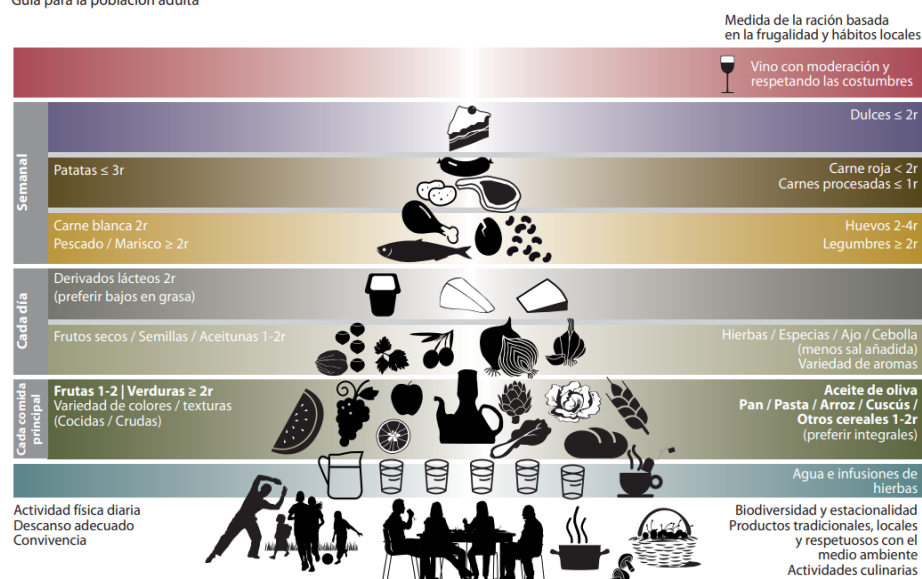 Guía para la población adulta
Medida de la ración basada
en la frugalidad y hábitos locales
Vino con moderación y
respetando las costumbres
Semanal
Dulces ≤ 2r
Patatas ≤ 3r
Carne roja < 2r
Carnes procesadas ≤ 1r
Carne blanca 2r
Pescado / Marisco ≥ 2r
Huevos 2-4r
Legumbres ≥ 2r
Cada día
Derivados lácteos 2r
(preferir bajos en grasa)
Frutos secos / Semillas / Aceitunas 1-2r
Hierbas / Especias / Ajo / Cebolla
(menos sal añadida)
Variedad de aromas
Cada comida
principal
Frutas 1-2 | Verduras ≥ 2r
Variedad de colores / texturas
(Cocidas / Crudas)
Aceite de oliva
Pan / Pasta / Arroz / Cuscús /
Otros cereales 1-2r
(preferir integrales)
Agua e infusiones de
hierbas
Actividad física diaria
Descanso adecuado
Convivencia
Biodiversidad y estacionalidad
Productos tradicionales, locales
y respetuosos con el
medio ambiente
Actividades culinarias